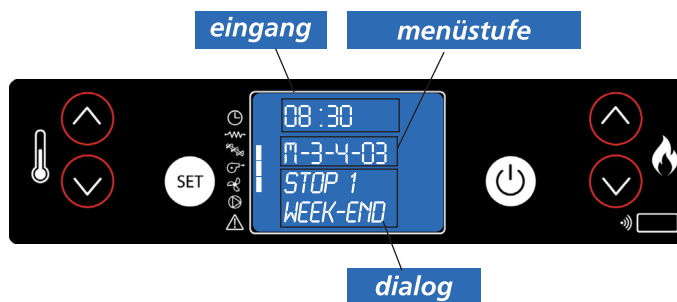 eingang
menüstufe
08:30
M-3-4-03
SET
STOP 1
WEEK-END
dialog